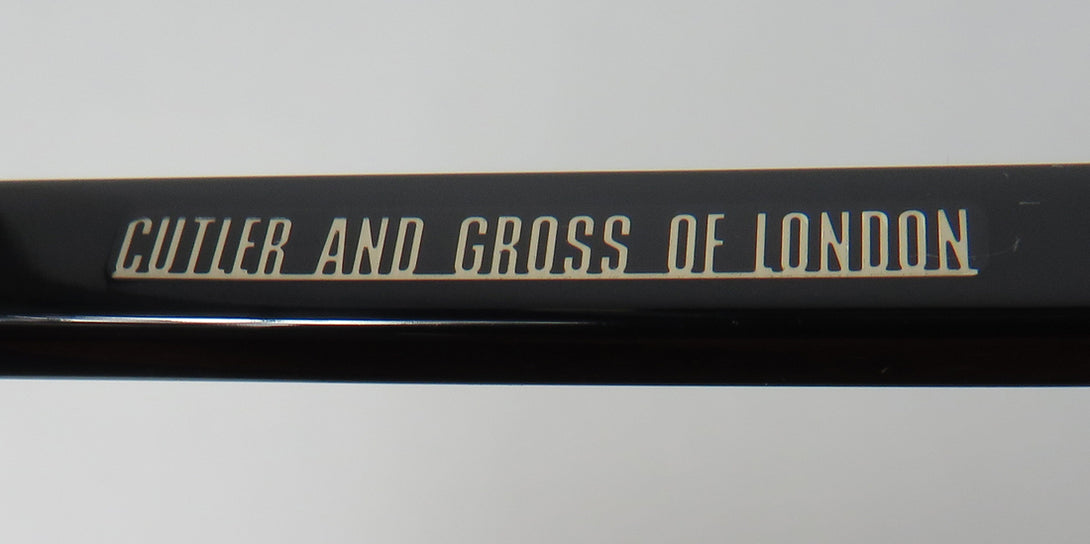 CUTLER AND GROSS OF LONDON